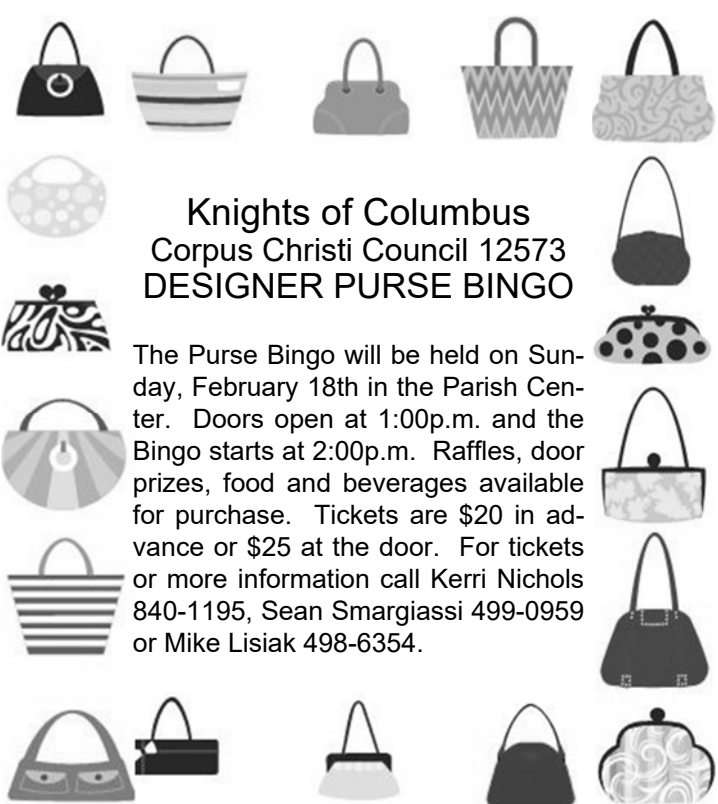 Knights of Columbus
Corpus Christi Council 12573
DESIGNER PURSE BINGO
The Purse Bingo will be held on Sun-
day, February 18th in the Parish Cen-
ter.  Doors open at 1:00p.m. and the
Bingo starts at 2:00p.m.  Raffles, door
prizes, food and beverages available
for purchase.  Tickets are $20 in ad-
vance or $25 at the door.  For tickets
or more information call Kerri Nichols
840-1195, Sean Smargiassi 499-0959
or Mike Lisiak 498-6354.